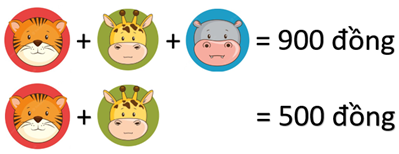 + + = 900 đồng
+ = 500 đồng